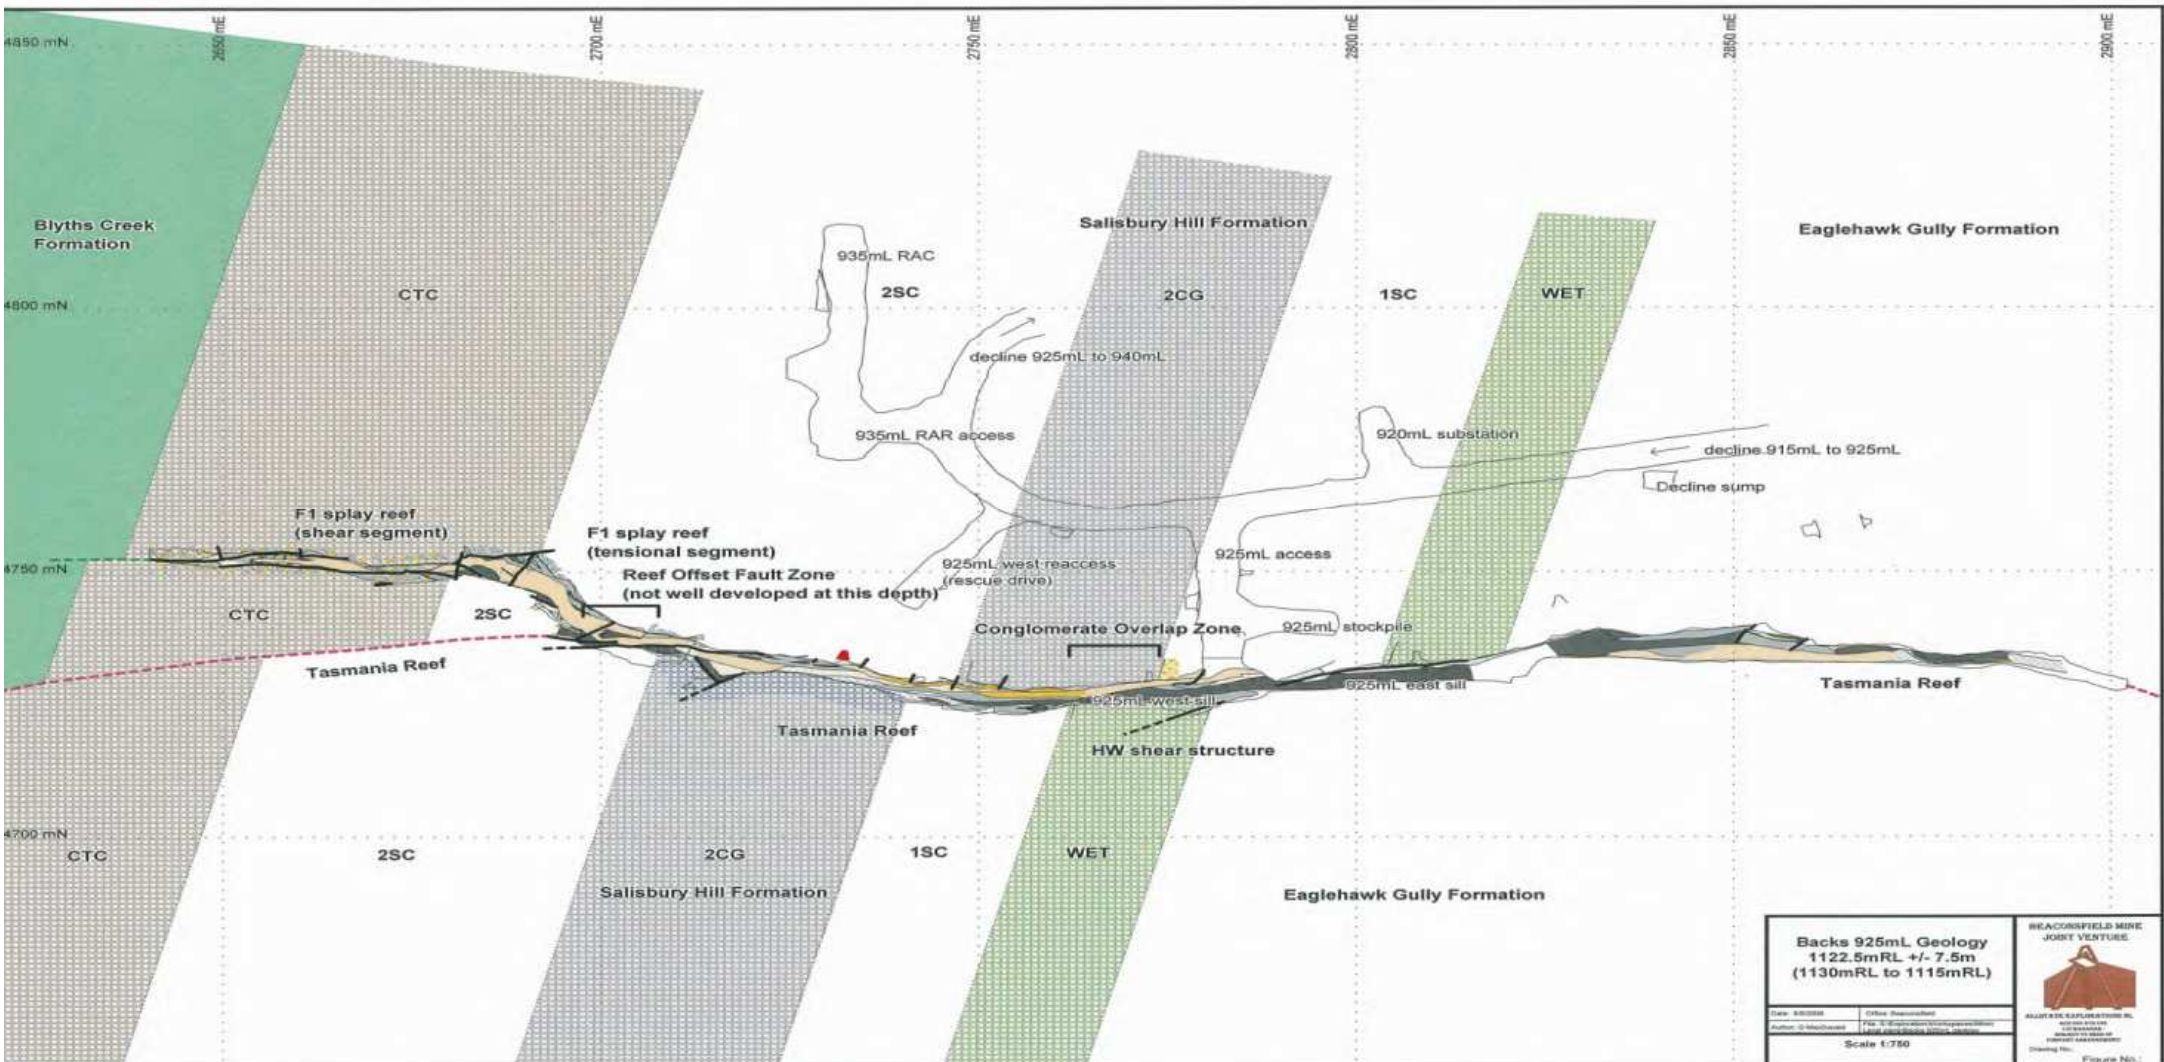 2650 mE
2700 mE
2750 mE
2800 mE
2850 mE
2900 mE
4850 mN
4800 mN
4750 mN
4700 mN
Blyths Creek
Formation
CTC
935mL RAC
2SC
Salisbury Hill Formation
2CG
1SC
WET
Eaglehawk Gully Formation
decline 925mL to 940mL
935mL RAR access
920mL substation
decline 915mL to 925mL
Decline sump
F1 splay reef
(shear segment)
F1 splay reef
(tensional segment)
Reef Offset Fault Zone
(not well developed at this depth)
925mL west reaccess
(rescue drive)
925mL access
CTC
2SC
Conglomerate Overlap Zone
925mL stockpile
Tasmania Reef
925mL west sill
925mL east sill
Tasmania Reef
Tasmania Reef
HW shear structure
CTC
2SC
2CG
1SC
WET
Salisbury Hill Formation
Eaglehawk Gully Formation
Backs 925mL Geology
1122.5mRL +/- 7.5m
(1130mRL to 1115mRL)
Office: Beaconsfield
Scale 1:750
BEACONSFIELD MINE
JOINT VENTURE
Drawing No.:
Figure No.: